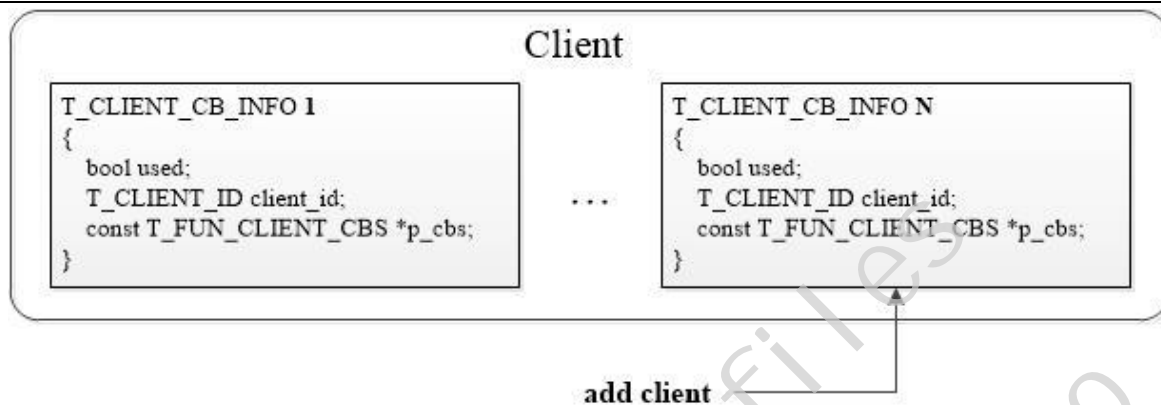 Client
T_CLIENT_CB_INFO 1
{
bool used;
T_CLIENT_ID client_id;
const T_FUN_CLIENT_CBS *p_cbs;
}
...
T_CLIENT_CB_INFO N
{
bool used;
T_CLIENT_ID client_id;
const T_FUN_CLIENT_CBS *p_cbs;
}
add client
files